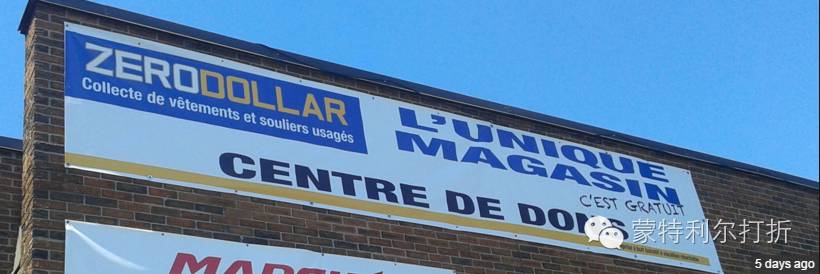 ZERODOLLAR
Collecte de vêtements et souliers usagés
L'UNIQUE
MAGASIN
C'EST GRATUIT
CENTRE DE DONS
蒙特利尔打折
5 days ago